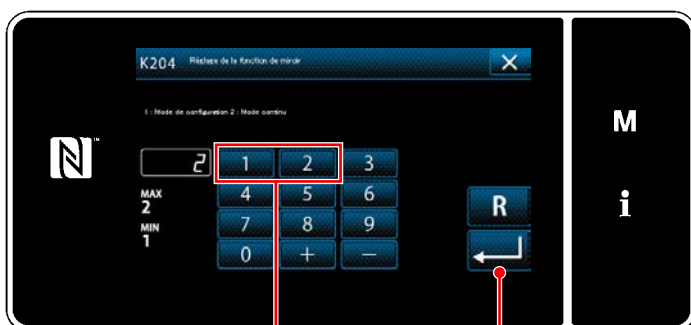 K204 Réglage de la fonction de miroir
1 : Mode de configuration 2 : Mode continu
M
N
2 1 2 3
MAX 4 5 6
2
R
i
MIN 7 8 9
1
0 + −